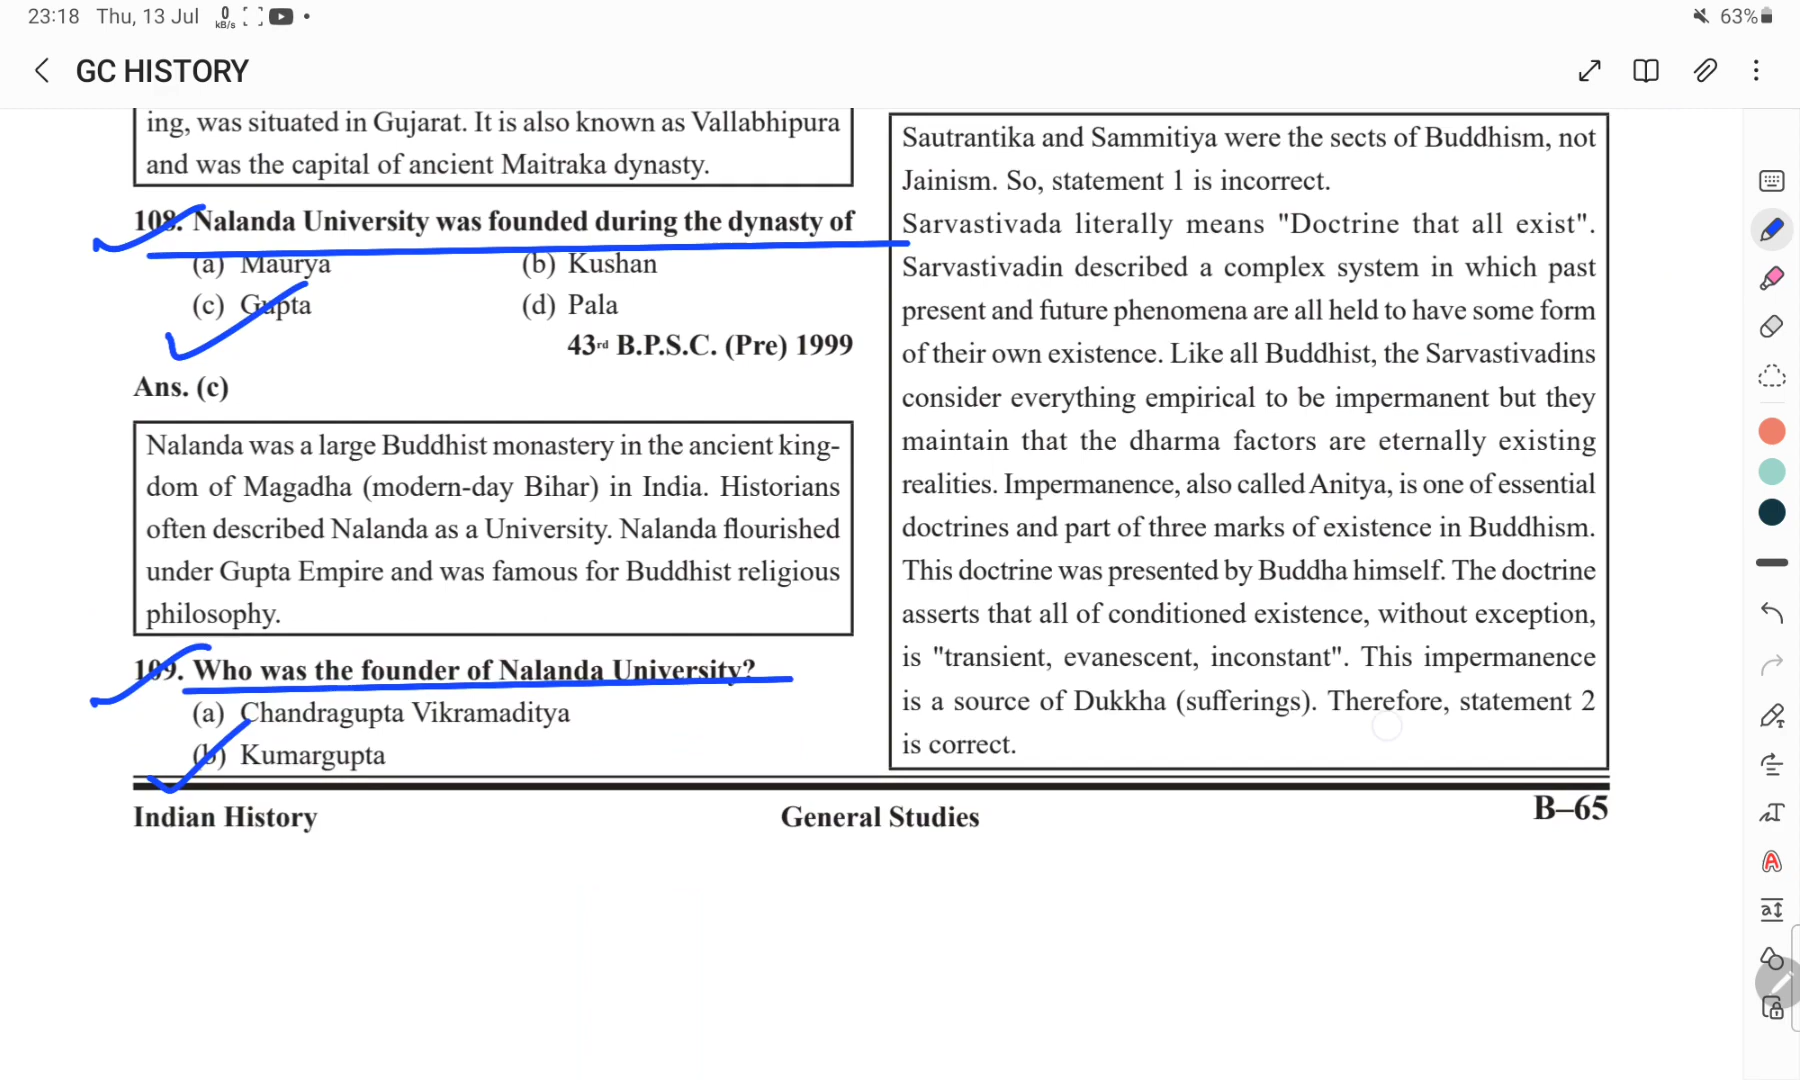 23:18 Thu, 13 Jul 0 kB/s 63%
GC HISTORY
ing, was situated in Gujarat. It is also known as Vallabhipura
and was the capital of ancient Maitraka dynasty.
108. Nalanda University was founded during the dynasty of
(a) Maurya (b) Kushan
(c) Gupta (d) Pala
43rd B.P.S.C. (Pre) 1999
Ans. (c)
Nalanda was a large Buddhist monastery in the ancient king-
dom of Magadha (modern-day Bihar) in India. Historians
often described Nalanda as a University. Nalanda flourished
under Gupta Empire and was famous for Buddhist religious
philosophy.
109. Who was the founder of Nalanda University?
(a) Chandragupta Vikramaditya
(b) Kumargupta
Sautrantika and Sammitiya were the sects of Buddhism, not
Jainism. So, statement 1 is incorrect.
Sarvastivada literally means "Doctrine that all exist".
Sarvastivadin described a complex system in which past
present and future phenomena are all held to have some form
of their own existence. Like all Buddhist, the Sarvastivadins
consider everything empirical to be impermanent but they
maintain that the dharma factors are eternally existing
realities. Impermanence, also called Anitya, is one of essential
doctrines and part of three marks of existence in Buddhism.
This doctrine was presented by Buddha himself. The doctrine
asserts that all of conditioned existence, without exception,
is "transient, evanescent, inconstant". This impermanence
is a source of Dukkha (sufferings). Therefore, statement 2
is correct.
Indian History General Studies B–65